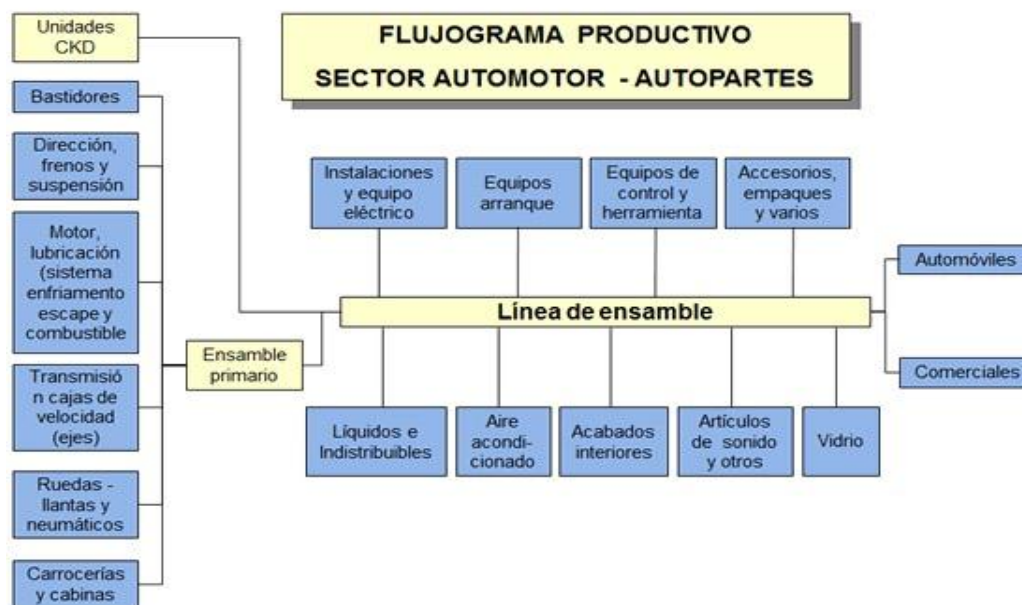 Unidades
CKD
FLUJOGRAMA PRODUCTIVO
SECTOR AUTOMOTOR - AUTOPARTES
Bastidores
Dirección,
frenos y
suspensión
Motor,
lubricación
(sistema
enfriamento
escape y
combustible
Transmisió
n cajas de
velocidad
(ejes)
Ruedas -
llantas y
neumáticos
Carrocerías
y cabinas
Ensamble
primario
Instalaciones
y equipo
eléctrico
Equipos
arranque
Equipos de
control y
herramienta
Accesorios,
empaques
y varios
Línea de ensamble
Líquidos e
Indistribuibles
Aire
acondi-
cionado
Acabados
interiores
Artículos
de sonido
y otros
Vidrio
Automóviles
Comerciales